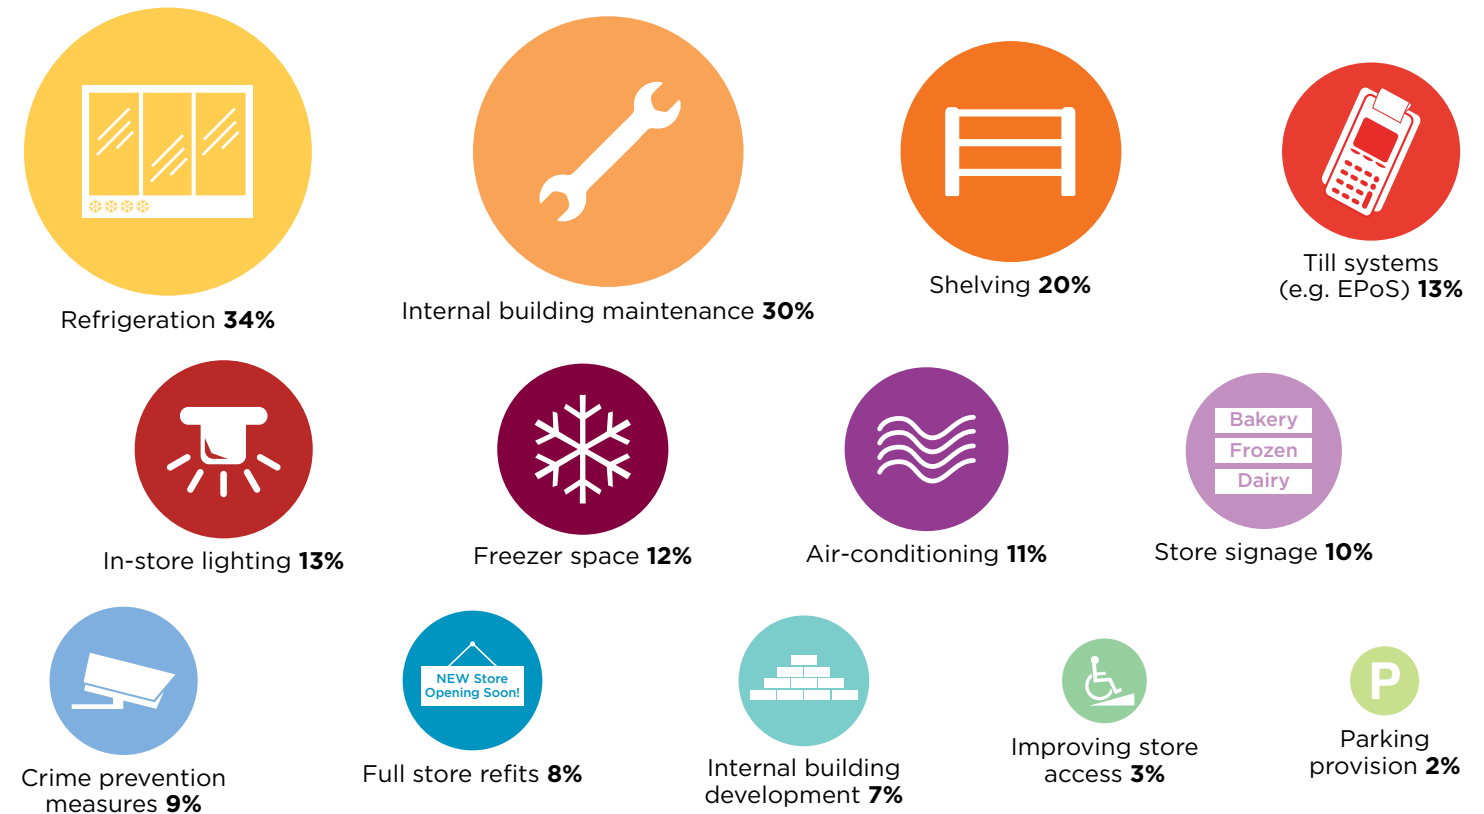 Refrigeration 34%
Internal building maintenance 30%
Shelving 20%
Till systems
(e.g. EPoS) 13%
In-store lighting 13%
Freezer space 12%
Air-conditioning 11%
Bakery
Frozen
Dairy
Store signage 10%
Crime prevention
measures 9%
NEW Store
Opening Soon!
Full store refits 8%
Internal building
development 7%
Improving store
access 3%
P
Parking
provision 2%